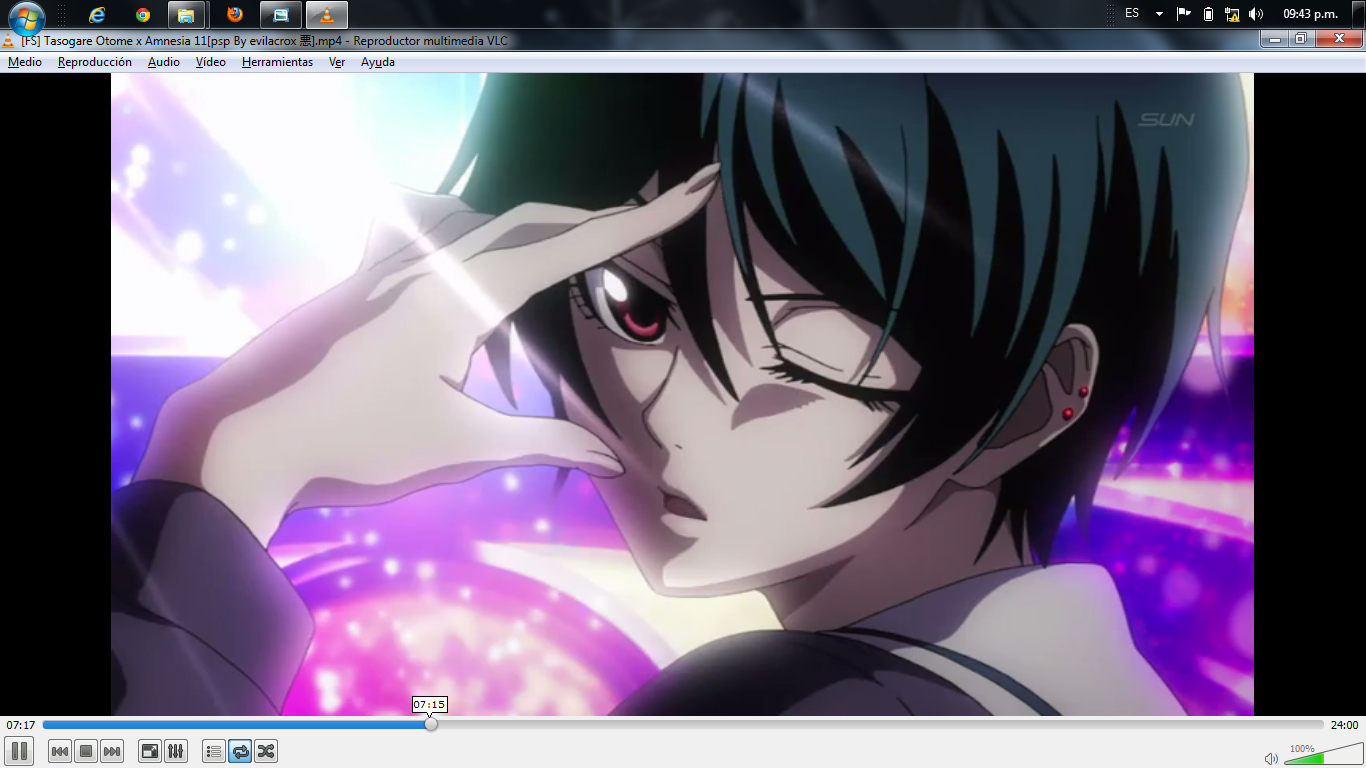 ES
09:43 p.m.
[FS] Tasogare Otome x Amnesia 11[psp By evilacrox 悪].mp4 - Reproductor multimedia VLC
Medio Reproducción Audio Vídeo Herramientas Ver Ayuda
SUN
07:15
07:17
24:00
100%